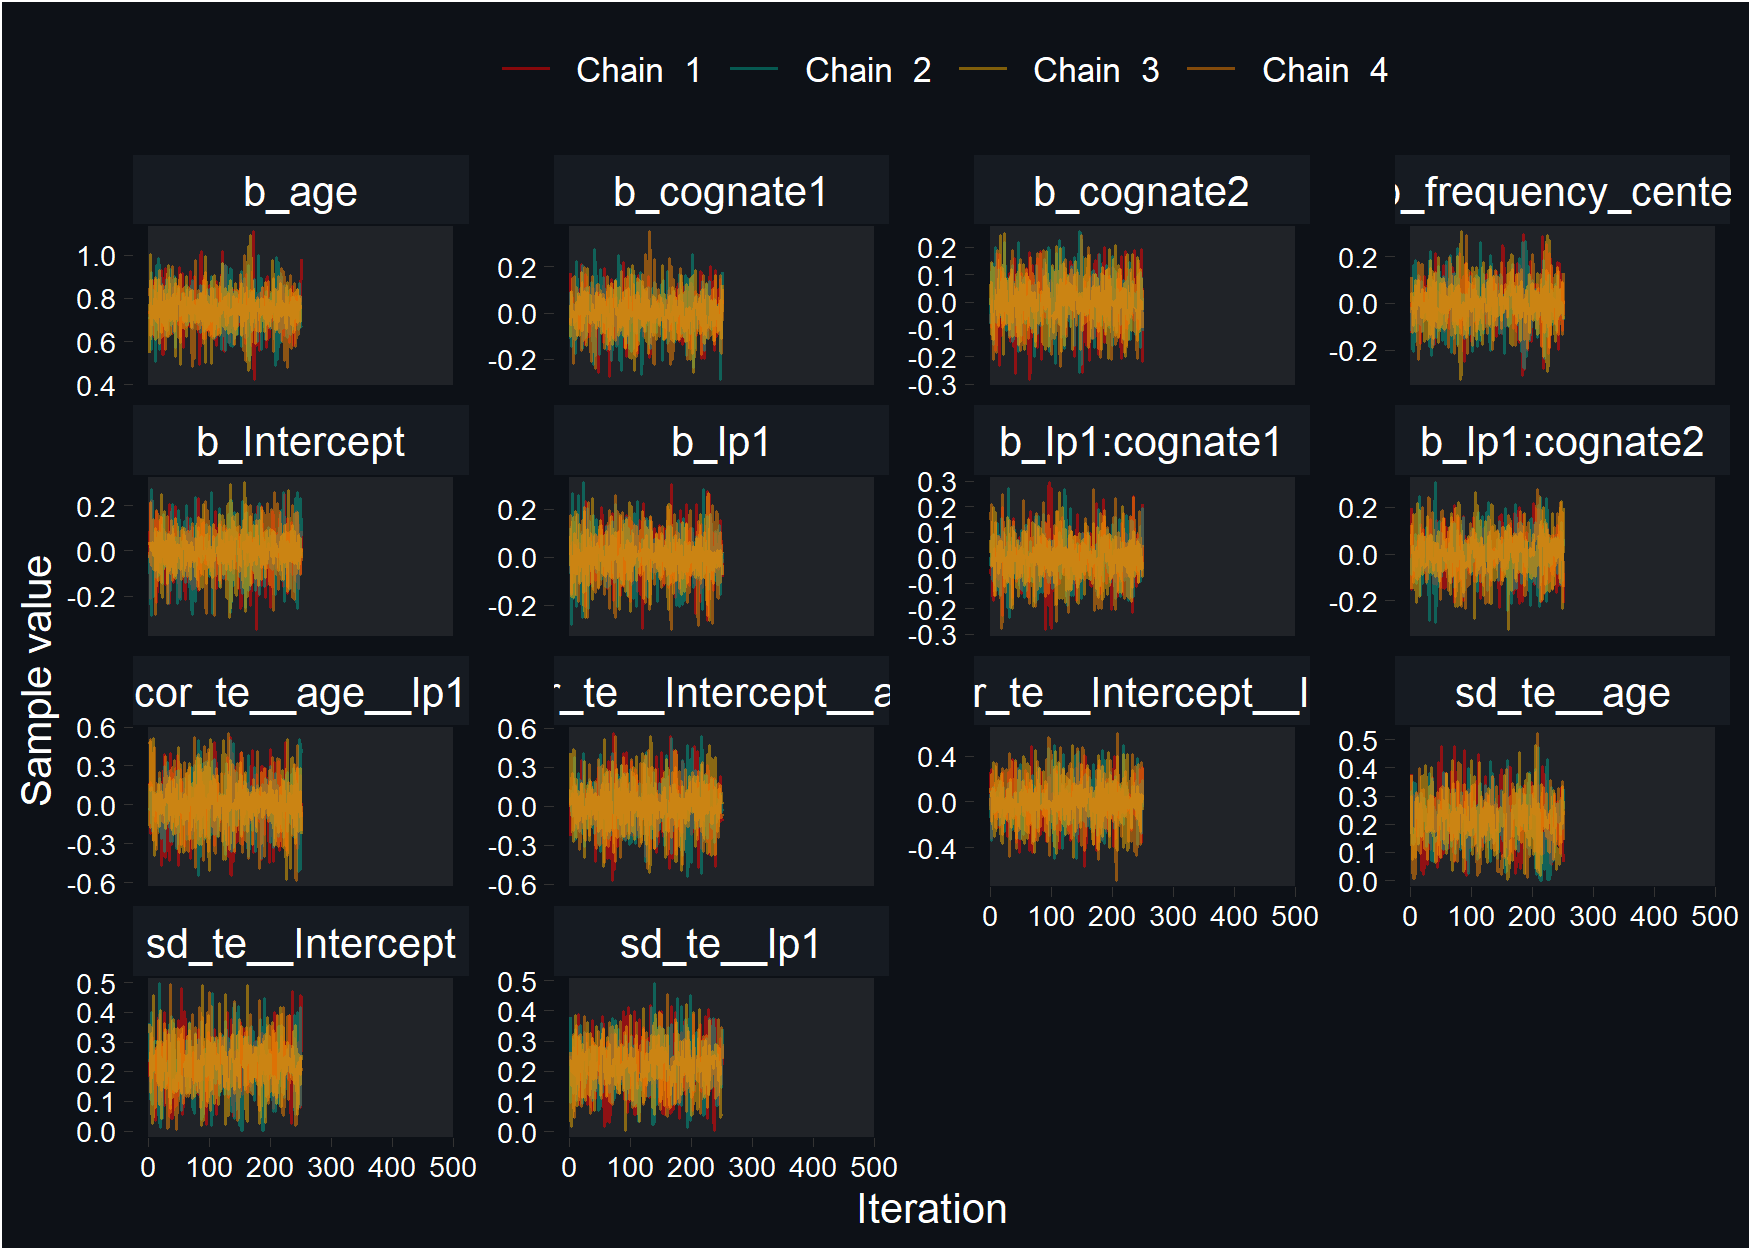 Chain 1 Chain 2 Chain 3 Chain 4
b_age b_cognate1 b_cognate2 b_frequency_cente
1.0 0.8 0.6 0.4
0.2 0.0 -0.2
0.2 0.1 0.0 -0.1 -0.2 -0.3
0.2 0.0 -0.2
b_Intercept b_lp1 b_lp1:cognate1 b_lp1:cognate2
0.2 0.0 -0.2
0.2 0.0 -0.2
0.3 0.2 0.1 0.0 -0.1 -0.2 -0.3
0.2 0.0 -0.2
Sample value
cor_te__age__lp1 r_te__Intercept__a r_te__Intercept__l sd_te__age
0.6 0.3 0.0 -0.3 -0.6
0.6 0.3 0.0 -0.3 -0.6
0.4 0.0 -0.4
0.5 0.4 0.3 0.2 0.1 0.0
0 100 200 300 400 500
0 100 200 300 400 500
sd_te__Intercept sd_te__lp1
0.5 0.4 0.3 0.2 0.1 0.0
0.5 0.4 0.3 0.2 0.1 0.0
0 100 200 300 400 500
0 100 200 300 400 500
Iteration